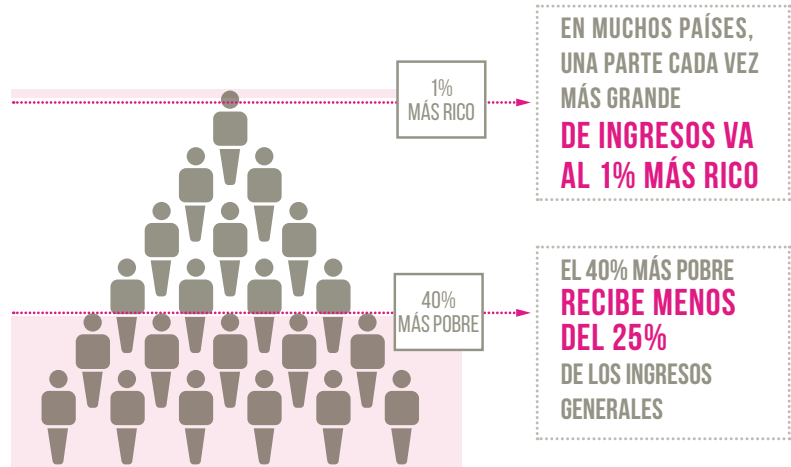 1%
MÁS RICO
EN MUCHOS PAÍSES,
UNA PARTE CADA VEZ
MÁS GRANDE
DE INGRESOS VA
AL 1% MÁS RICO
40%
MÁS POBRE
EL 40% MÁS POBRE
RECIBE MENOS
DEL 25%
DE LOS INGRESOS
GENERALES